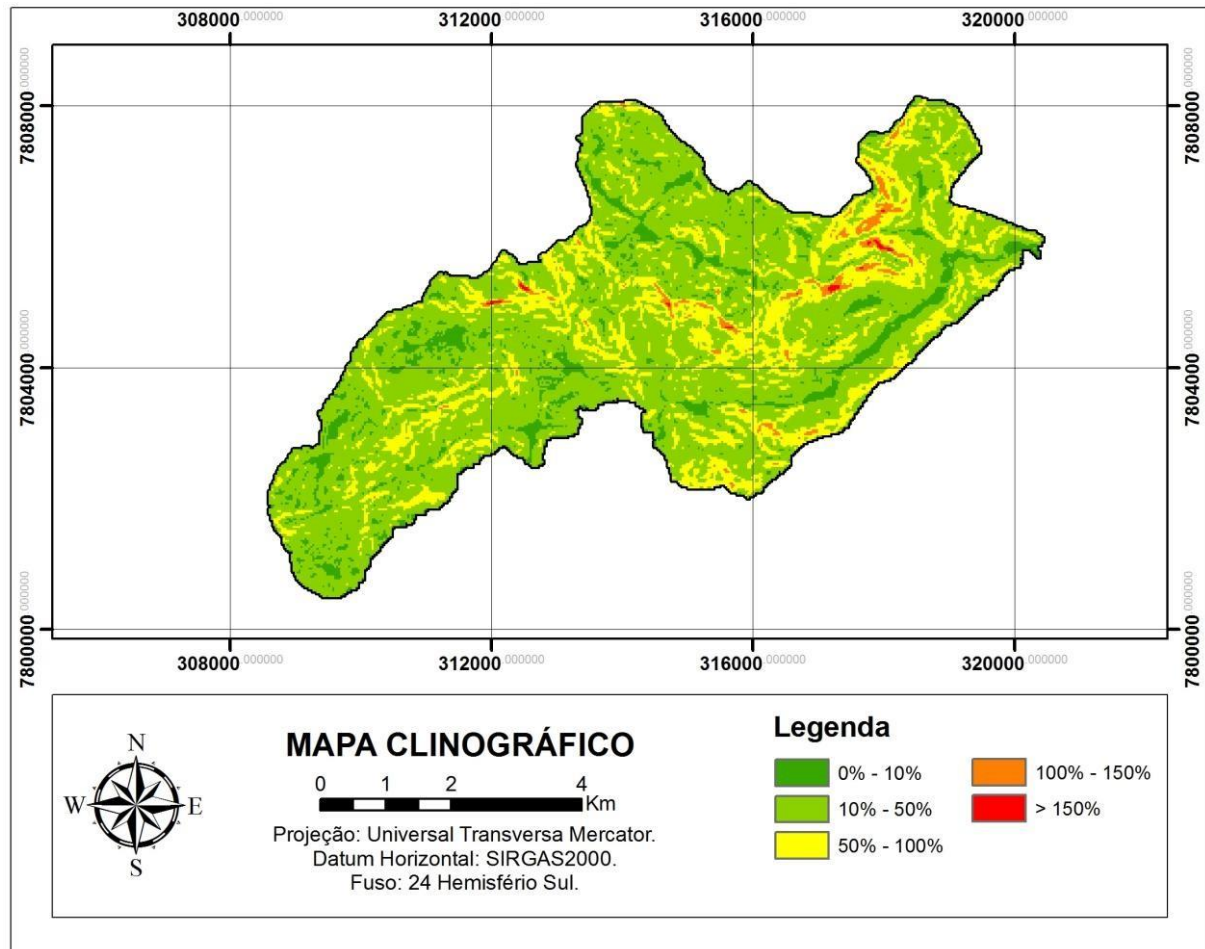 308000.000000 312000.000000 316000.000000 320000.000000
7808000.000000 7808000.000000
7804000.000000 7804000.000000
7800000.000000 7800000.000000
308000.000000 312000.000000 316000.000000 320000.000000
N
W E
S
MAPA CLINOGRÁFICO
0 1 2 4
Km
Projeção: Universal Transversa Mercator.
Datum Horizontal: SIRGAS2000.
Fuso: 24 Hemisfério Sul.
Legenda
0% - 10% 100% - 150%
10% - 50% > 150%
50% - 100%